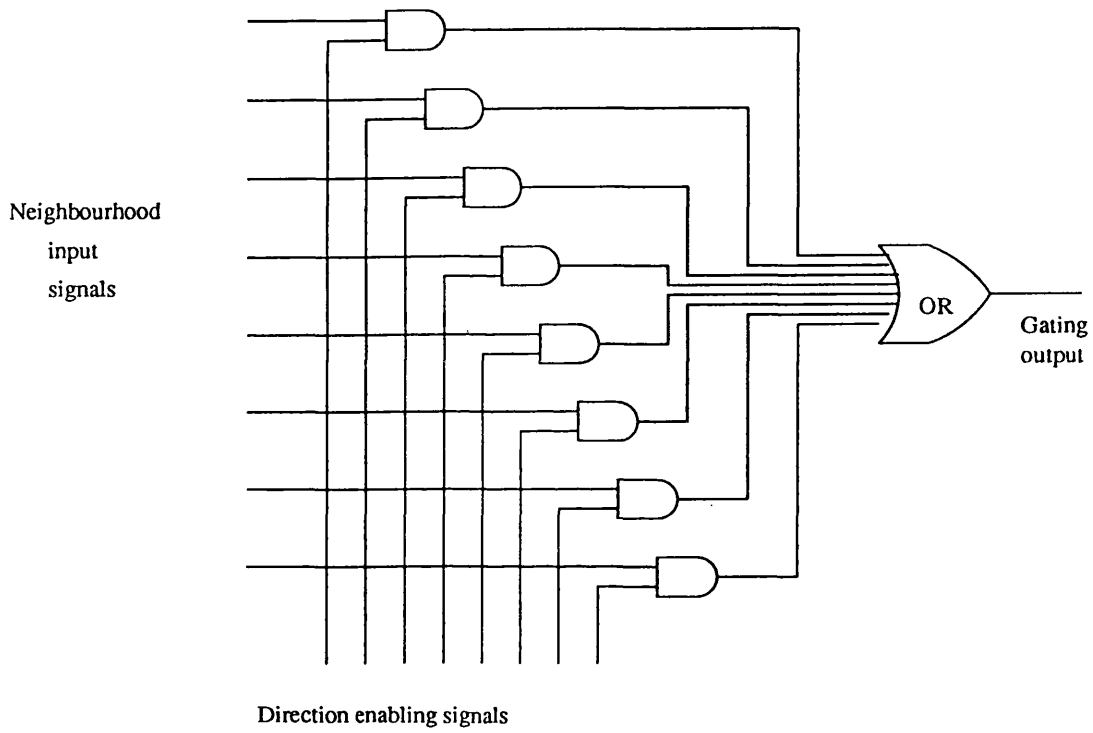 Neighbourhood
input
signals
OR
Gating
output
Direction enabling signals